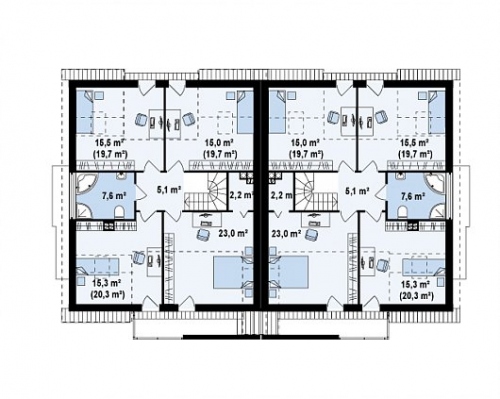 15,5 m²
(19,7 m²)
15,0 m²
(19,7 m²)
15,0 m²
(19,7 m²)
15,5 m²
(19,7 m²)
7,6 m²
5,1 m²
2,2 m²
2,2 m
5,1 m²
7,6 m²
23,0 m²
23,0 m²
15,3 m²
(20,3 m²)
15,3 m²
(20,3 m²)